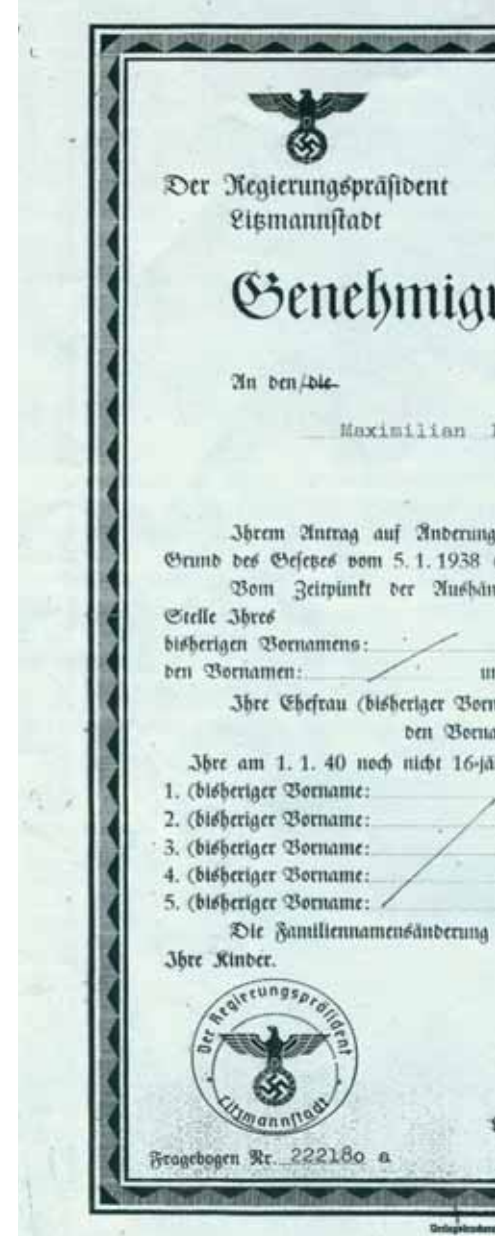 Der Regierungspräsident
Litzmannstadt
Genehmigu
An den/die
Maximilian
Ihrem Antrag auf Änderung
Grund des Gesetzes vom 5. 1. 1938
Vom Zeitpunkt der Aushän
Stelle Ihres
bisherigen Vornamens:
den Vornamen: un
Ihre Ehefrau (bisheriger Vorn
den Vorna
Ihre am 1. 1. 40 noch nicht 16-jä
1. (bisheriger Vorname:
2. (bisheriger Vorname:
3. (bisheriger Vorname:
4. (bisheriger Vorname:
5. (bisheriger Vorname:
Die Familiennamensänderung
Ihre Kinder.
Der Regierungspräsident
Litzmannstadt
Fragebogen Nr. 222180 a